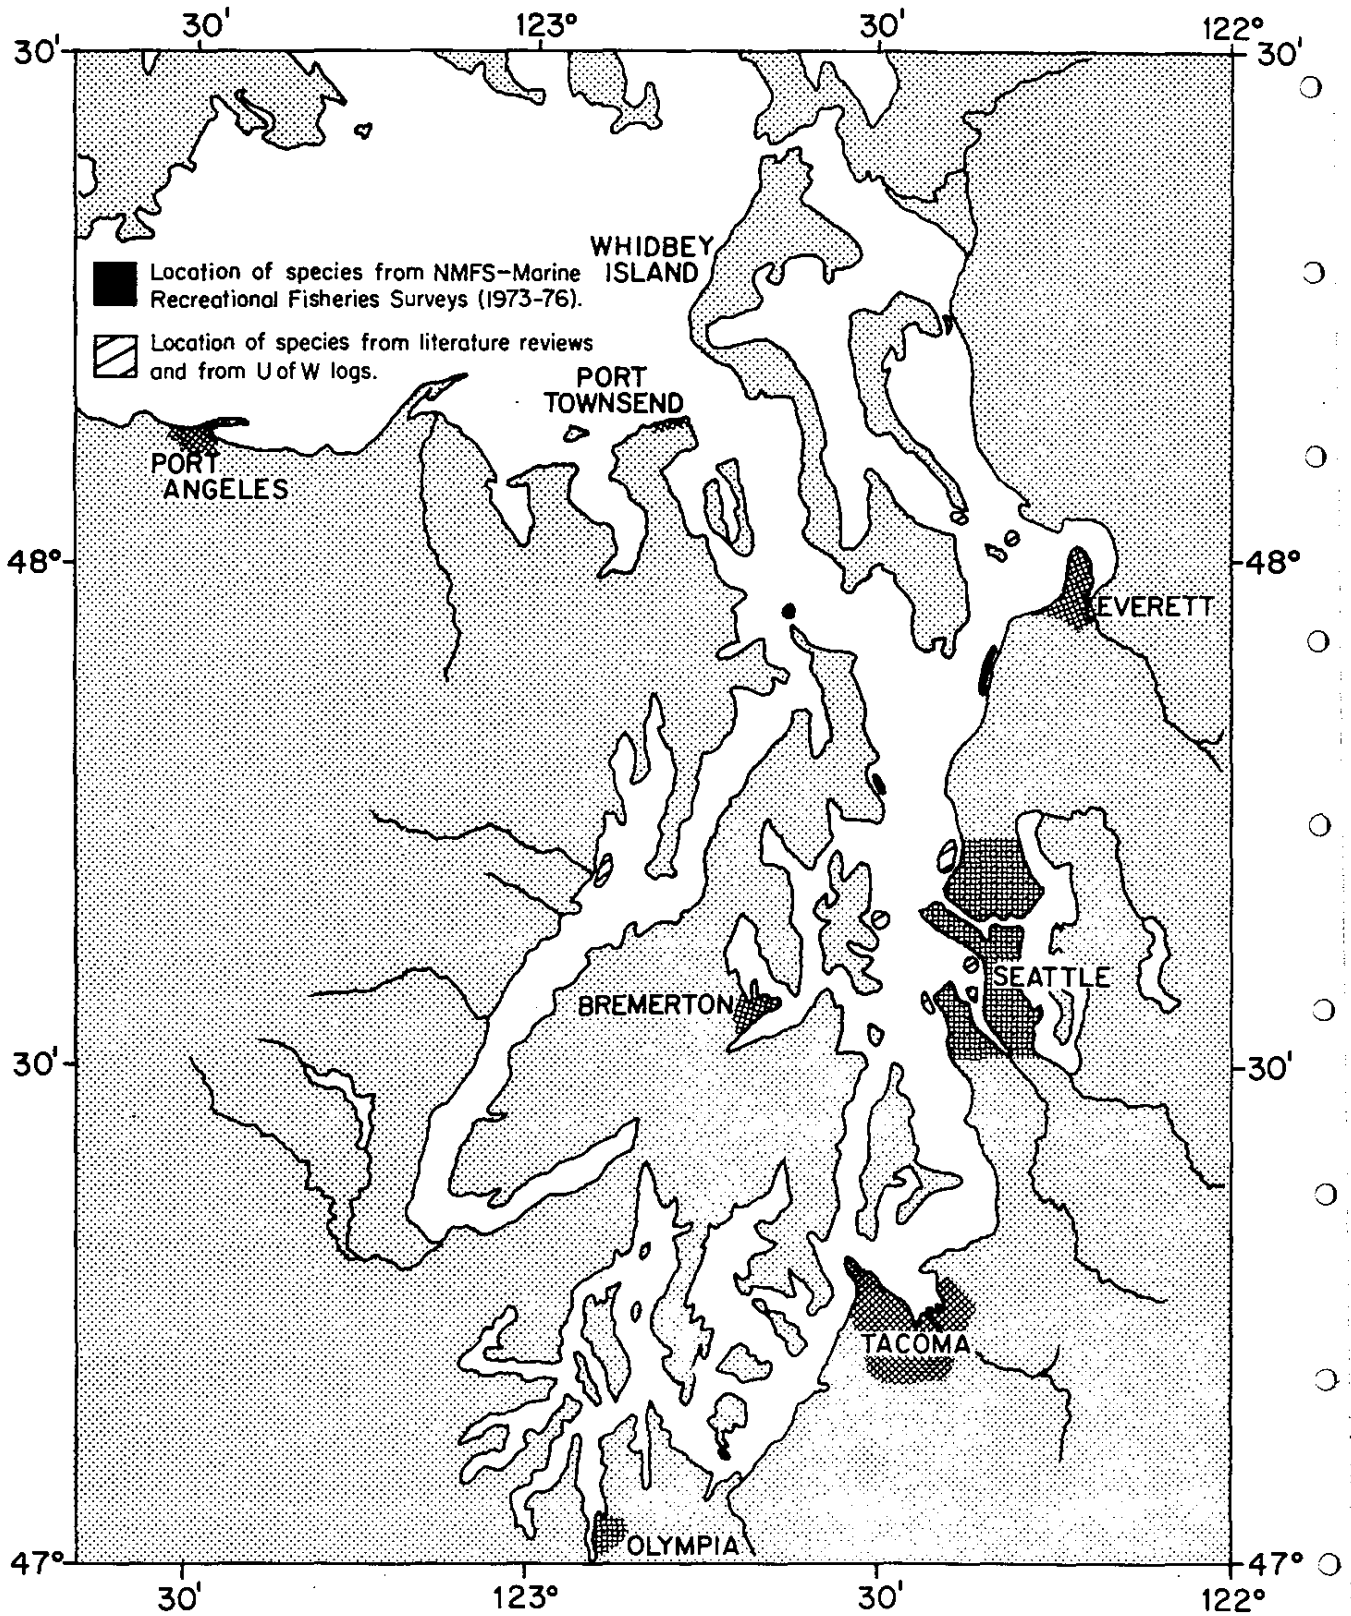 30' 123° 30' 122°
30' 30'
WHIDBEY
ISLAND
Location of species from NMFS-Marine
Recreational Fisheries Surveys (1973-76).
Location of species from literature reviews
and from U of W logs.
PORT
TOWNSEND
PORT
ANGELES
48° 48°
EVERETT
SEATTLE
BREMERTON
30' 30'
TACOMA
OLYMPIA
47° 47°
30' 123° 30' 122°